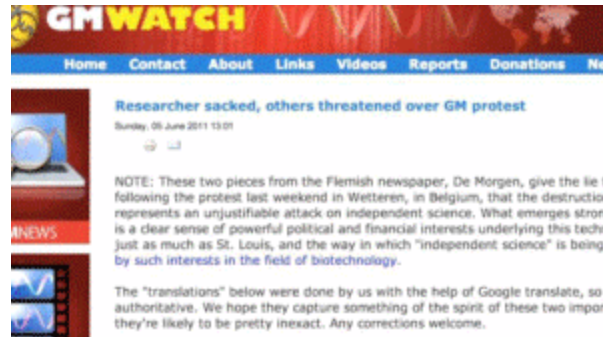 GMWATCH
Home Contact About Links Videos Reports Donations Ne
Researcher sacked, others threatened over GM protest
Sunday, 05 June 2011 13:01
NOTE: These two pieces from the Flemish newspaper, De Morgen, give the lie
following the protest last weekend in Wetteren, in Belgium, that the destructio
represents an unjustifiable attack on independent science. What emerges stron
is a clear sense of powerful political and financial interests underlying this tech
MNEWS
just as much as St. Louis, and the way in which "independent science" is being
by such interests in the field of biotechnology.
The "translations" below were done by us with the help of Google translate, so
authoritative. We hope they capture something of the spirit of these two impor
they're likely to be pretty inexact. Any corrections welcome.